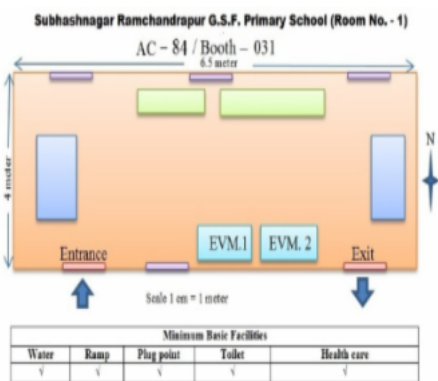 Subhashnagar Ramchandrapur G.S.F. Primary School (Room No. - 1)
AC – 84 / Booth – 031
6.5 meter
4 meter
N
EVM.1 EVM. 2
Entrance Exit
Scale 1 cm = 1 meter
Minimum Basic Facilities
Water Ramp Plug point Toilet Health care
√ √ √ √ √